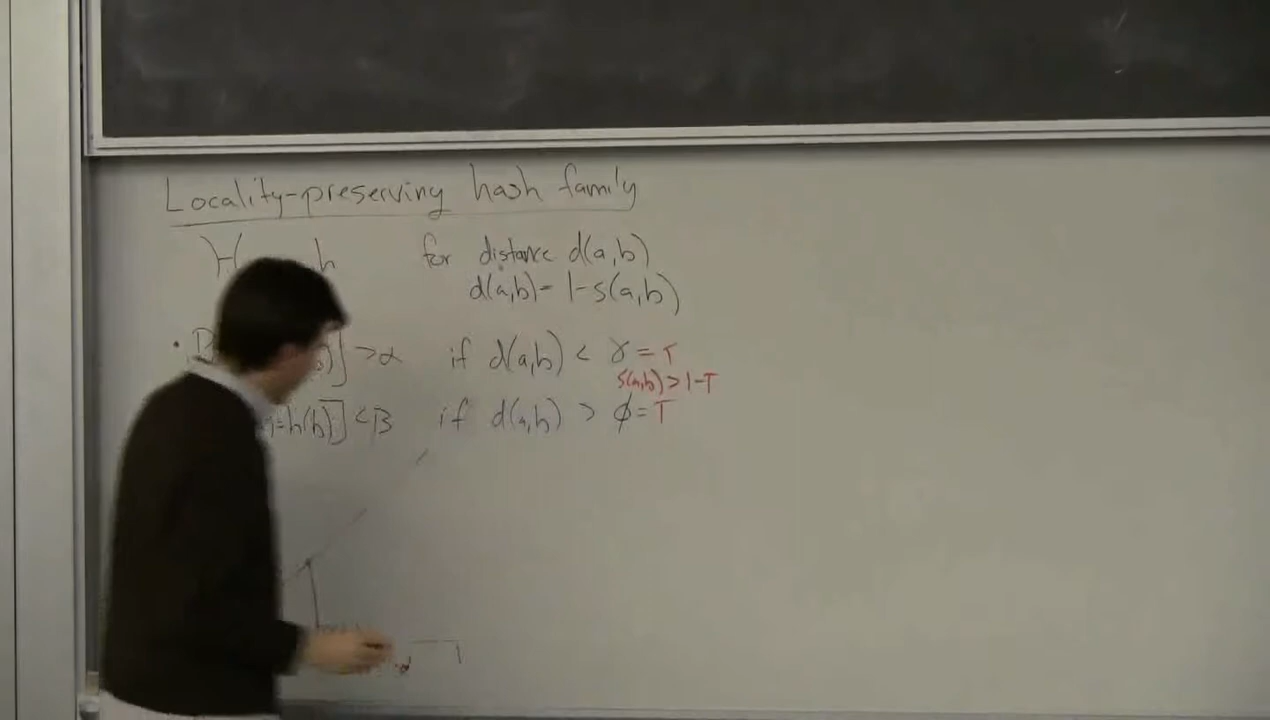 Locality-preserving hash family
H h for distance d(a,b)
d(a,b) = 1-s(a,b)
] > α if d(a,b) < γ = τ
s(a,b) > 1-τ
= h(b)] < β if d(a,b) > ϕ = τ